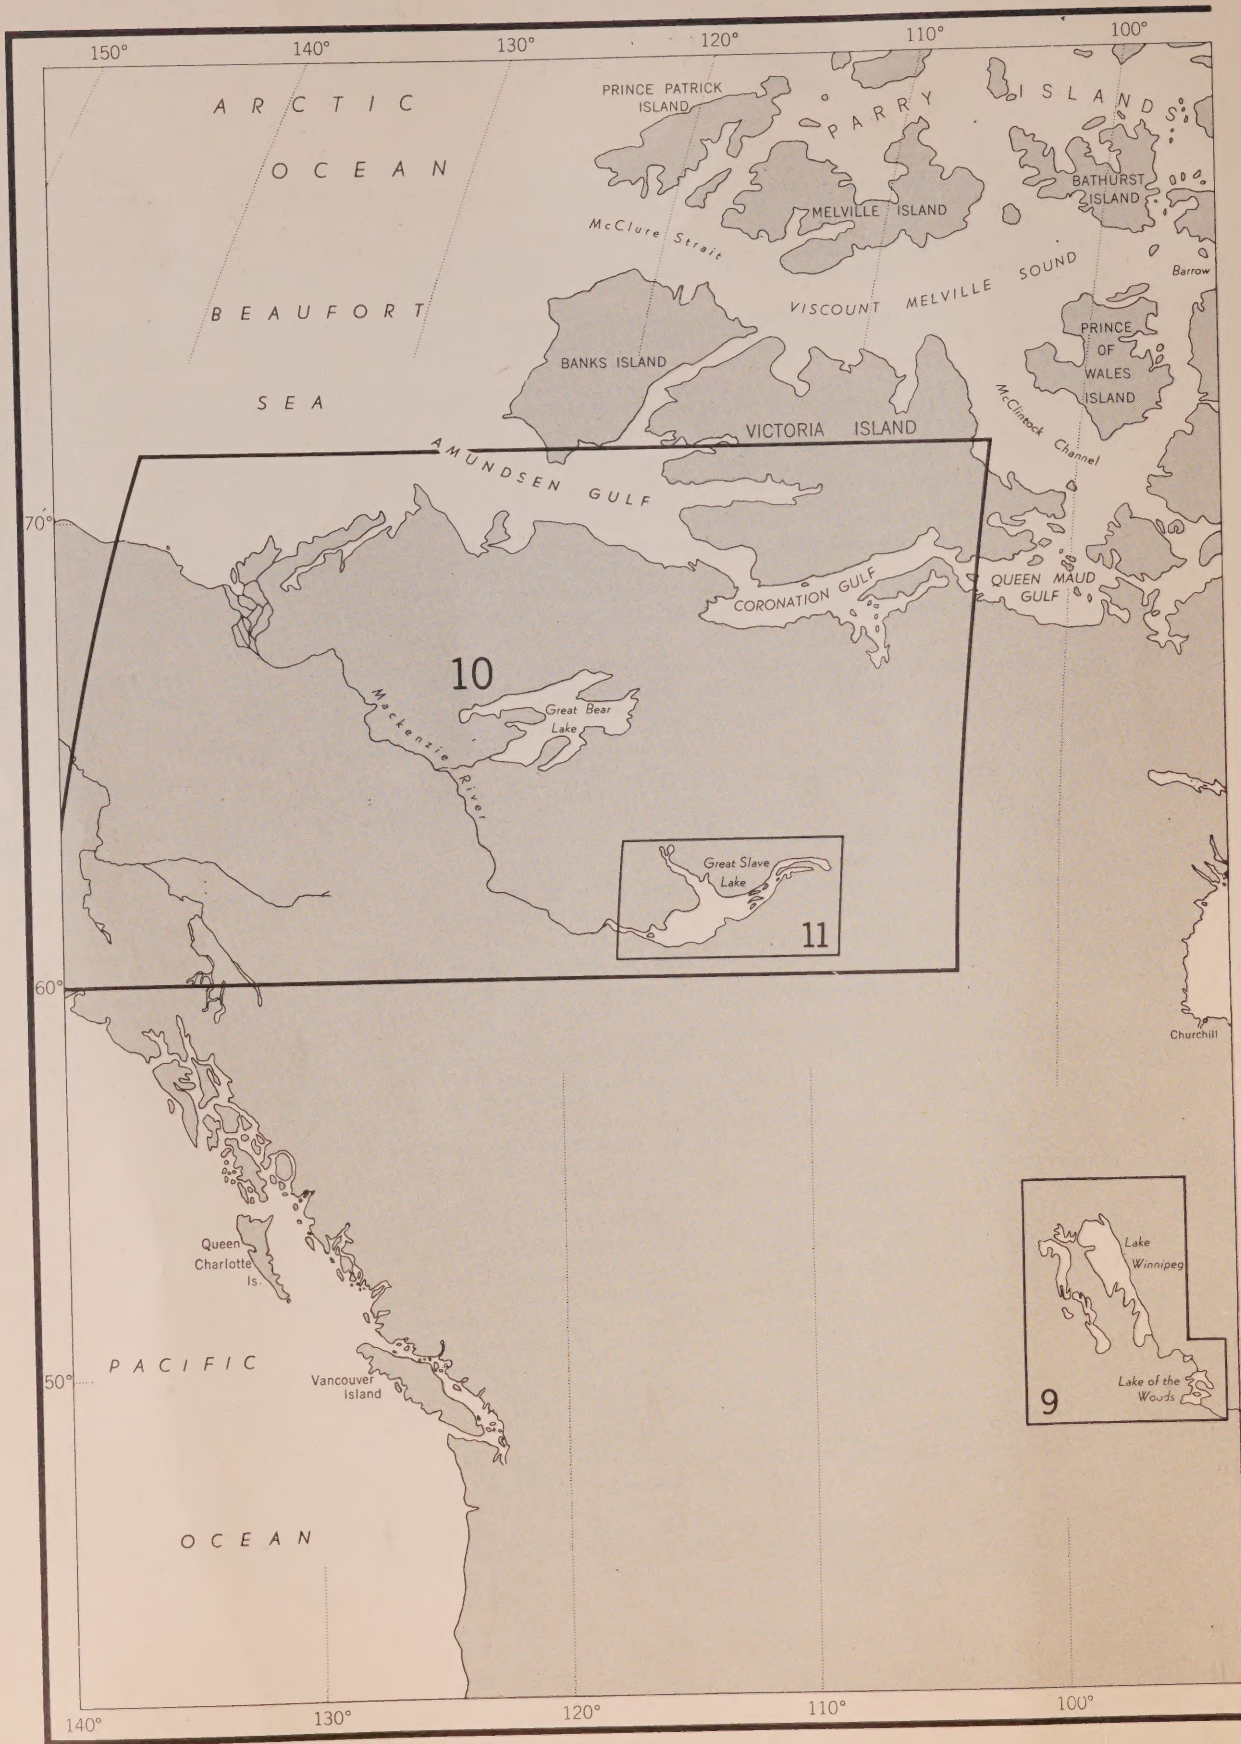 150° 140° 130° 120° 110° 100°
ARCTIC
OCEAN
PRINCE PATRICK
ISLAND
PARRY ISLANDS
BATHURST
ISLAND
MELVILLE ISLAND
McClure Strait
VISCOUNT MELVILLE SOUND
Barrow
BEAUFORT
SEA
PRINCE
OF
WALES
ISLAND
BANKS ISLAND
McClintock Channel
VICTORIA ISLAND
AMUNDSEN GULF
70°
CORONATION GULF
QUEEN MAUD
GULF
10
Mackenzie River
Great Bear
Lake
Great Slave
Lake
11
60°
Churchill
Queen
Charlotte
Is.
Lake
Winnipeg
PACIFIC
50°
Vancouver
Island
Lake of the
Woods
9
OCEAN
140° 130° 120° 110° 100°